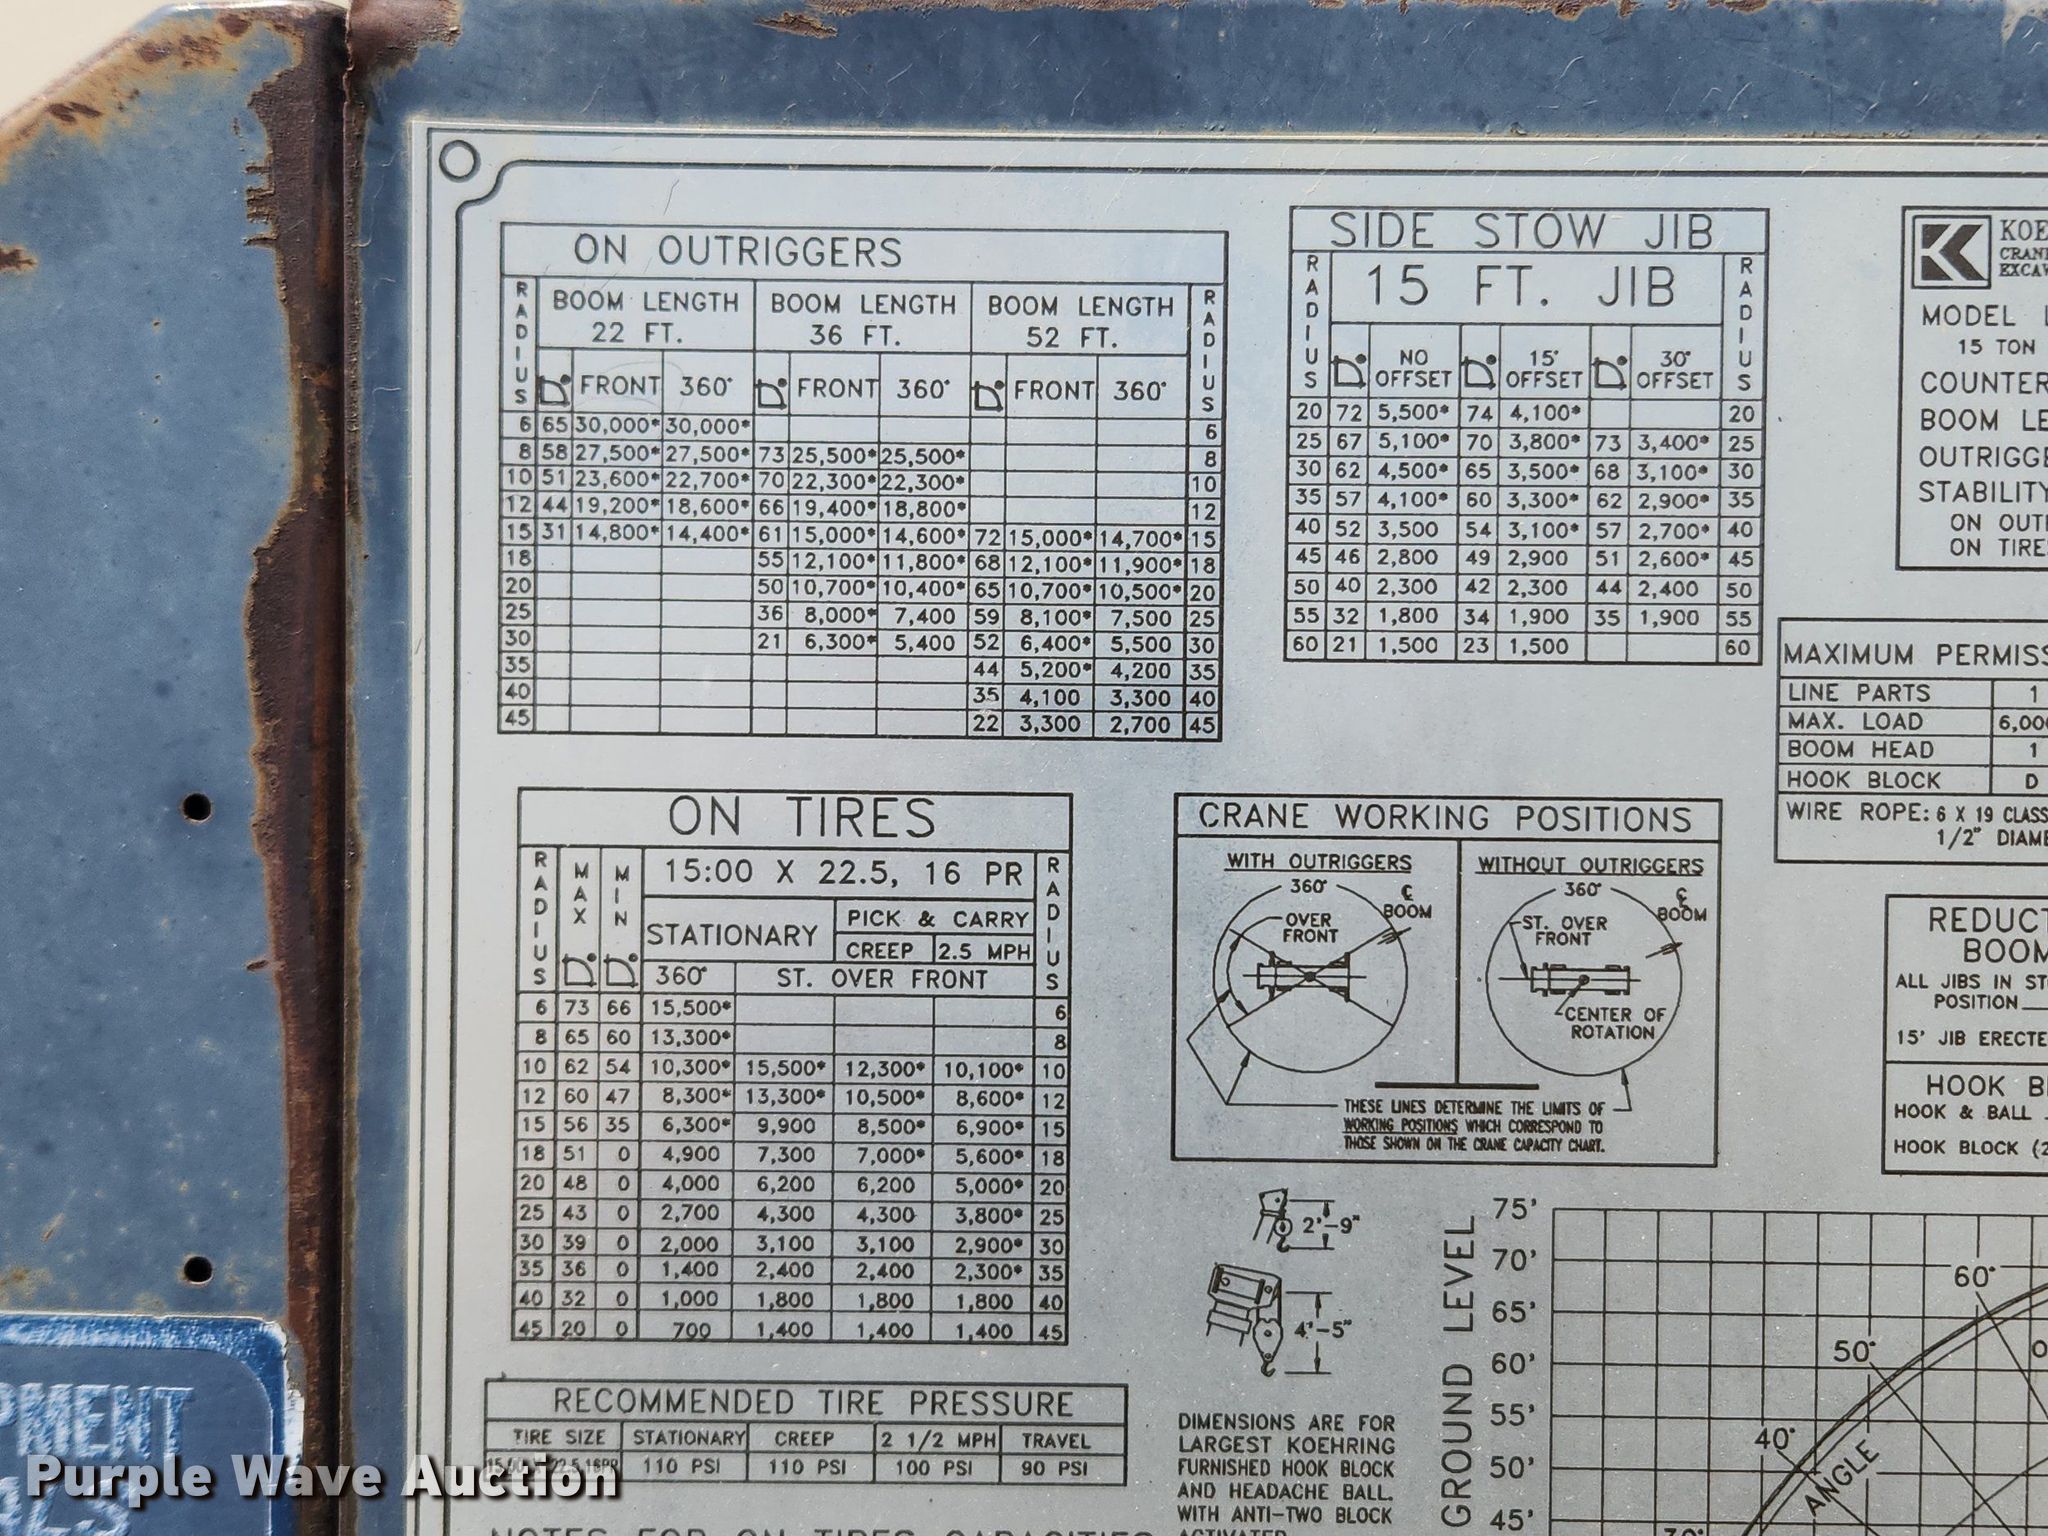 ON OUTRIGGERS
RADIUS BOOM LENGTH 22 FT. BOOM LENGTH 36 FT. BOOM LENGTH 52 FT. RADIUS
FRONT 360° FRONT 360° FRONT 360°
6 65 30,000* 30,000* 6
8 58 27,500* 27,500* 73 25,500* 25,500* 8
10 51 23,600* 22,700* 70 22,300* 22,300* 10
12 44 19,200* 18,600* 66 19,400* 18,800* 12
15 31 14,800* 14,400* 61 15,000* 14,600* 72 15,000* 14,700* 15
18 55 12,100* 11,800* 68 12,100* 11,900* 18
20 50 10,700* 10,400* 65 10,700* 10,500* 20
25 36 8,000* 7,400 59 8,100* 7,500 25
30 21 6,300* 5,400 52 6,400* 5,500 30
35 44 5,200* 4,200 35
40 35 4,100 3,300 40
45 22 3,300 2,700 45
SIDE STOW JIB
RADIUS 15 FT. JIB RADIUS
NO OFFSET 15° OFFSET 30° OFFSET
20 72 5,500* 74 4,100* 20
25 67 5,100* 70 3,800* 73 3,400* 25
30 62 4,500* 65 3,500* 68 3,100* 30
35 57 4,100* 60 3,300* 62 2,900* 35
40 52 3,500 54 3,100* 57 2,700* 40
45 46 2,800 49 2,900 51 2,600* 45
50 40 2,300 42 2,300 44 2,400 50
55 32 1,800 34 1,900 35 1,900 55
60 21 1,500 23 1,500 60
K
MODEL
15 TON
COUNTER
BOOM LE
OUTRIGGE
STABILITY
ON OUT
ON TIRE
MAXIMUM PERMISS
LINE PARTS 1
MAX. LOAD 6,00
BOOM HEAD 1
HOOK BLOCK D
WIRE ROPE: 6 X 19 CLASS
1/2" DIAM
ON TIRES
RADIUS MAX MIN 15:00 X 22.5, 16 PR RADIUS
STATIONARY PICK & CARRY
CREEP 2.5 MPH
360° ST. OVER FRONT
6 73 66 15,500* 6
8 65 60 13,300* 8
10 62 54 10,300* 15,500* 12,300* 10,100* 10
12 60 47 8,300* 13,300* 10,500* 8,600* 12
15 56 35 6,300* 9,900 8,500* 6,900* 15
18 51 0 4,900 7,300 7,000* 5,600* 18
20 48 0 4,000 6,200 6,200 5,000* 20
25 43 0 2,700 4,300 4,300 3,800* 25
30 39 0 2,000 3,100 3,100 2,900* 30
35 36 0 1,400 2,400 2,400 2,300* 35
40 32 0 1,000 1,800 1,800 1,800 40
45 20 0 700 1,400 1,400 1,400 45
CRANE WORKING POSITIONS
WITH OUTRIGGERS
360°
℄ BOOM
OVER FRONT
WITHOUT OUTRIGGERS
360°
℄ BOOM
ST. OVER FRONT
CENTER OF ROTATION
THESE LINES DETERMINE THE LIMITS OF
WORKING POSITIONS WHICH CORRESPOND TO
THOSE SHOWN ON THE CRANE CAPACITY CHART.
REDUCT
BOOM
ALL JIBS IN ST
POSITION
15' JIB ERECTE
HOOK B
HOOK & BALL
HOOK BLOCK (2
2'-9"
4'-5"
DIMENSIONS ARE FOR
LARGEST KOEHRING
FURNISHED HOOK BLOCK
AND HEADACHE BALL.
WITH ANTI-TWO BLOCK
ACTIVATED
GROUND LEVEL
75'
70'
65'
60'
55'
50'
45'
60°
50°
40°
ANGLE
RECOMMENDED TIRE PRESSURE
TIRE SIZE STATIONARY CREEP 2 1/2 MPH TRAVEL
110 PSI 110 PSI 100 PSI 90 PSI
NOTES FOR ON TIRES CAPACITIES
PMENT
Purple Wave Auction